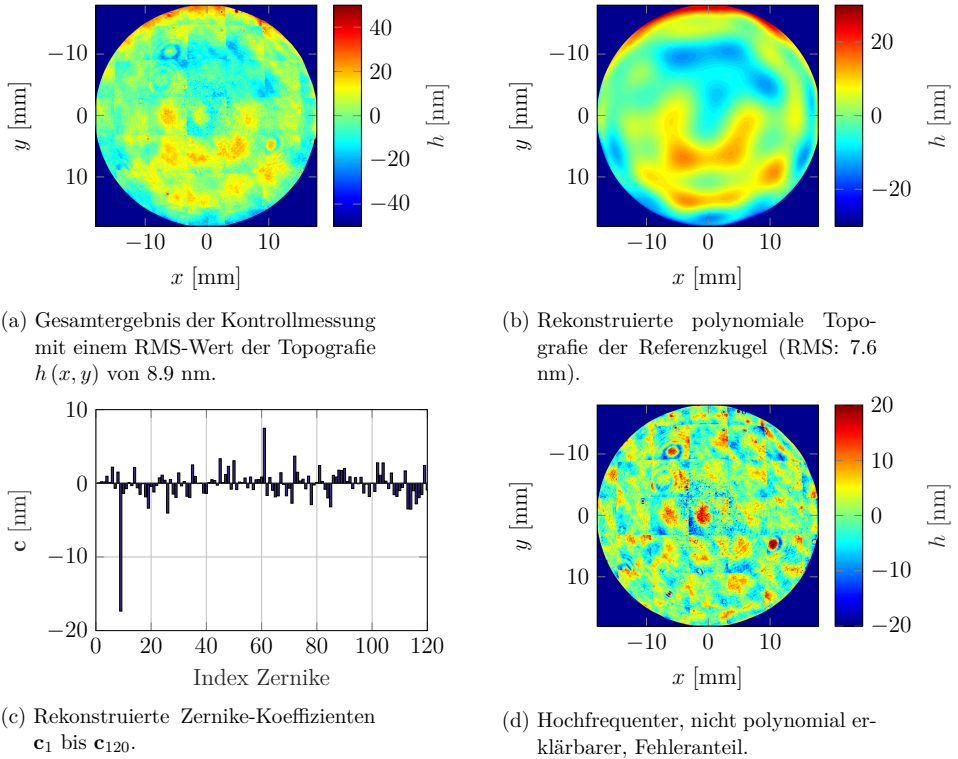 −10
0
10
y [mm]
−10
0
10
x [mm]
40
20
0
−20
−40
h [nm]
(a) Gesamtergebnis der Kontrollmessung
mit einem RMS-Wert der Topografie
h (x, y) von 8.9 nm.
−10
0
10
y [mm]
−10
0
10
x [mm]
20
0
−20
h [nm]
(b) Rekonstruierte polynomiale Topo-
grafie der Referenzkugel (RMS: 7.6
nm).
10
0
−10
−20
c [nm]
0
20
40
60
80
100
120
Index Zernike
(c) Rekonstruierte Zernike-Koeffizienten
c1 bis c120.
−10
0
10
y [mm]
−10
0
10
x [mm]
20
10
0
−10
−20
h [nm]
(d) Hochfrequenter, nicht polynomial er-
klärbarer, Fehleranteil.